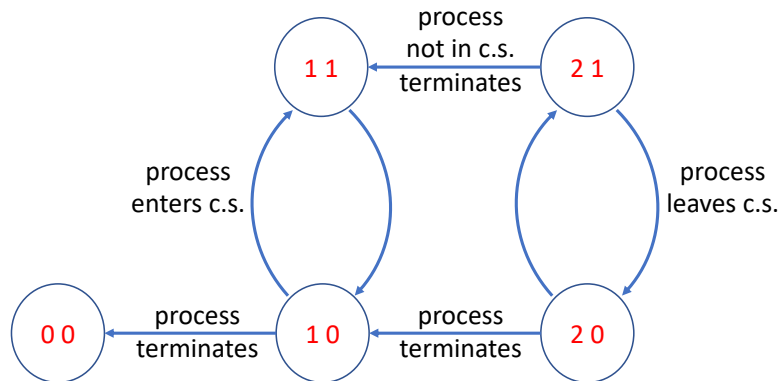 process
not in c.s.
terminates
1 1
2 1
process
enters c.s.
process
leaves c.s.
process
terminates
process
terminates
0 0
1 0
2 0